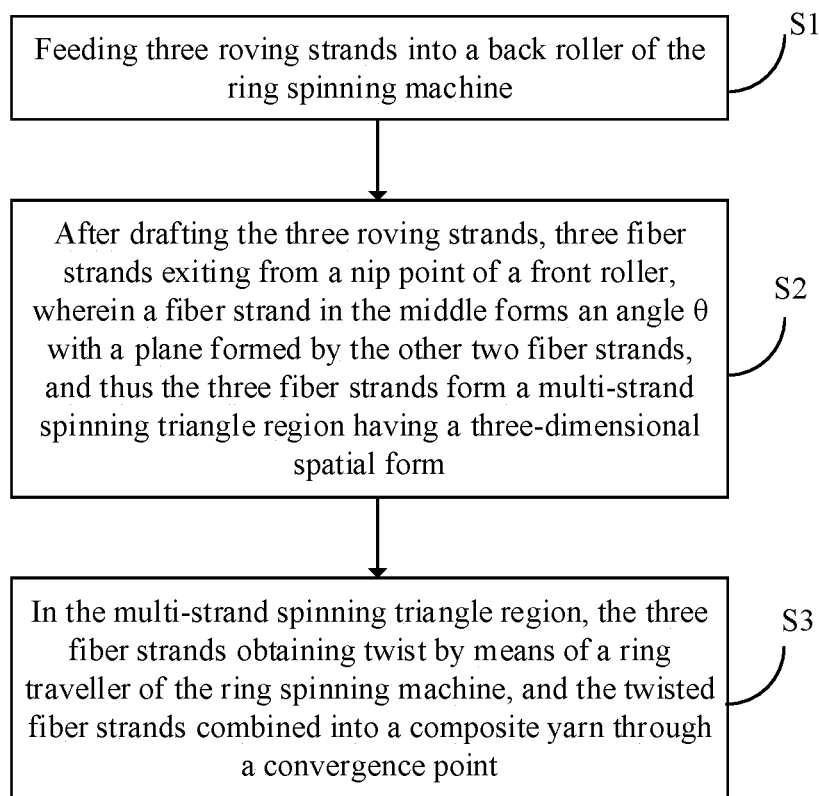 Feeding three roving strands into a back roller of the
ring spinning machine
S1
After drafting the three roving strands, three fiber
strands exiting from a nip point of a front roller,
wherein a fiber strand in the middle forms an angle θ
with a plane formed by the other two fiber strands,
and thus the three fiber strands form a multi-strand
spinning triangle region having a three-dimensional
spatial form
S2
In the multi-strand spinning triangle region, the three
fiber strands obtaining twist by means of a ring
traveller of the ring spinning machine, and the twisted
fiber strands combined into a composite yarn through
a convergence point
S3